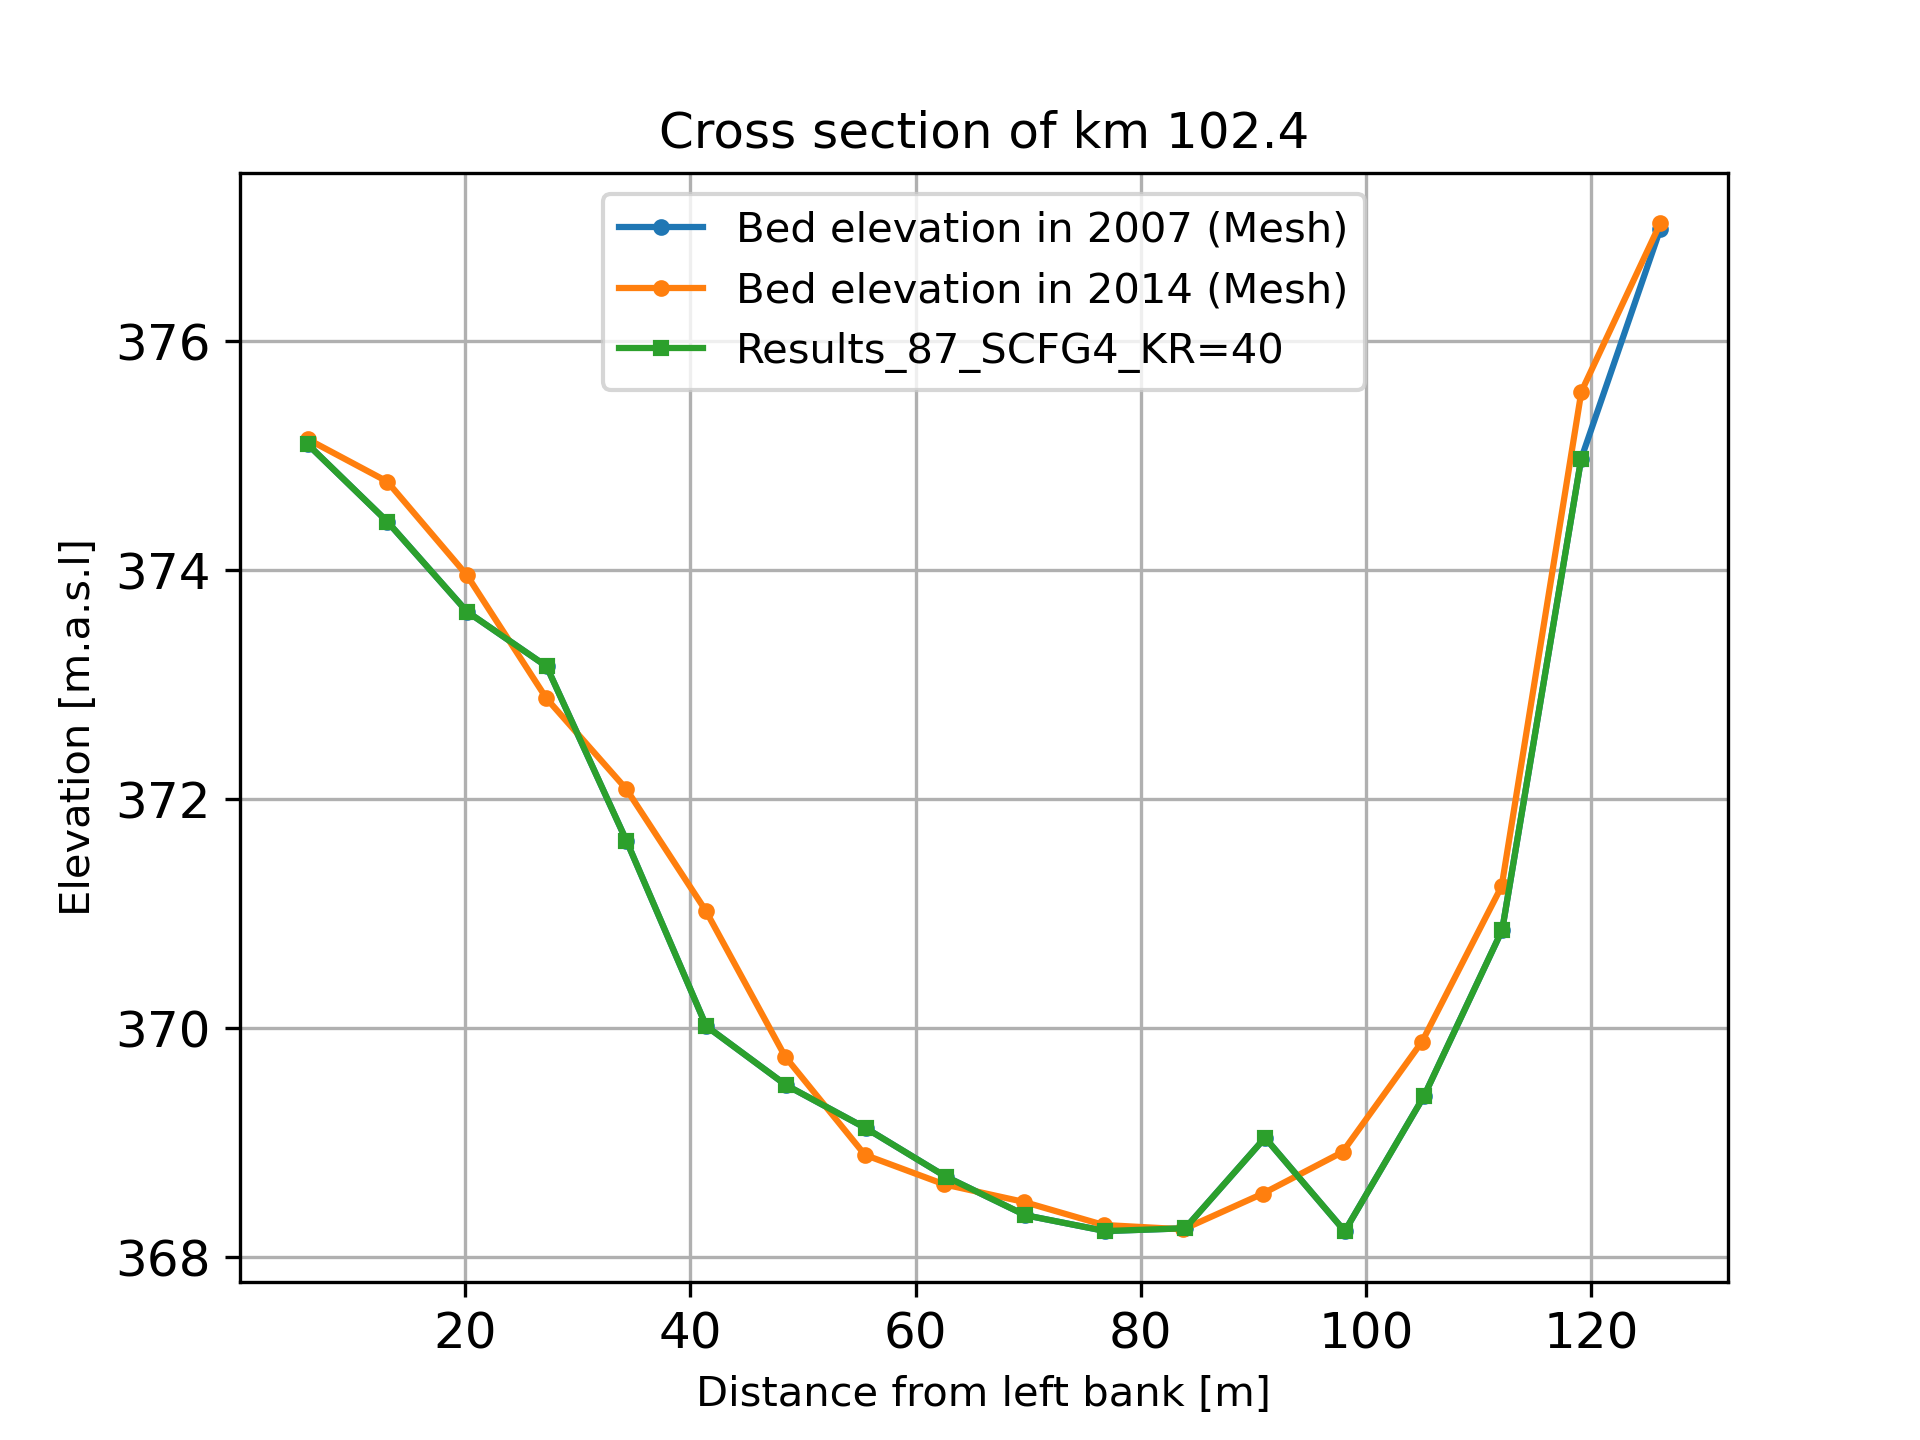 Cross section of km 102.4
Bed elevation in 2007 (Mesh)
Bed elevation in 2014 (Mesh)
Results_87_SCFG4_KR=40
376
374
372
370
368
Elevation [m.a.s.l]
20 40 60 80 100 120
Distance from left bank [m]